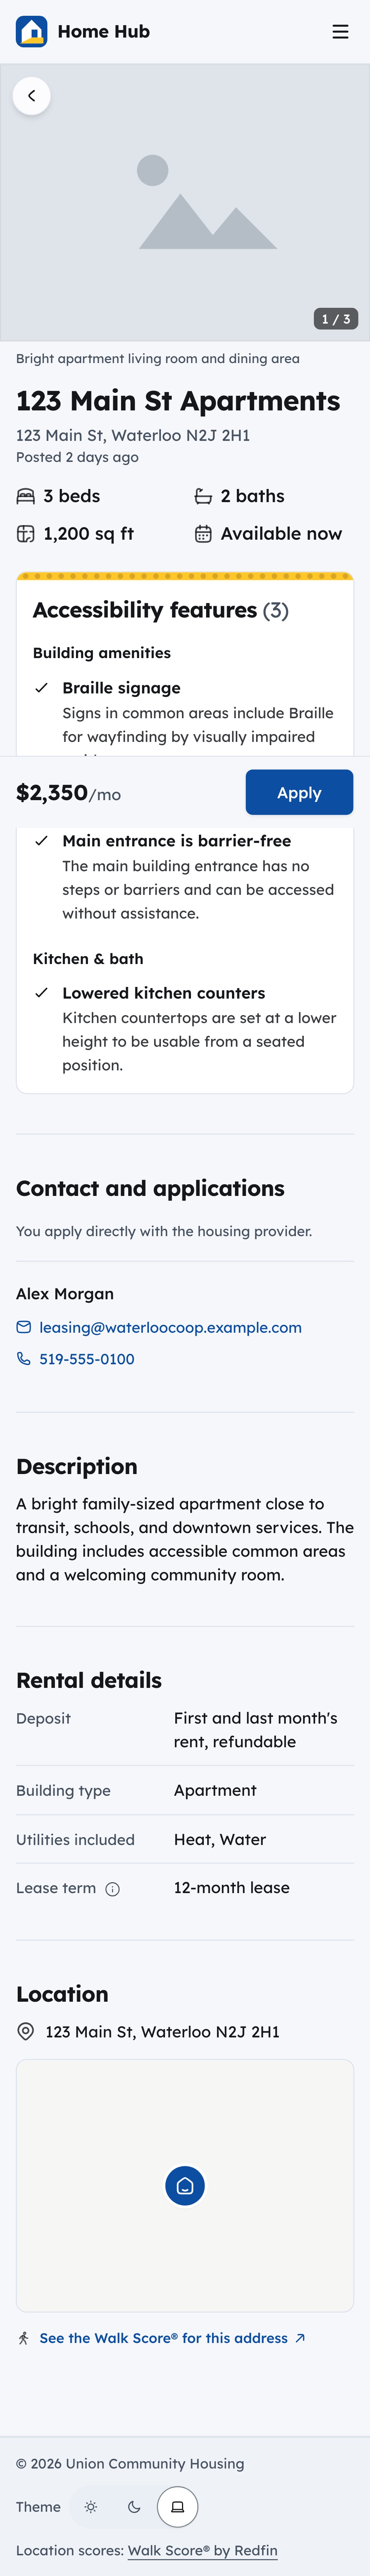 Home Hub
1 / 3
Bright apartment living room and dining area
123 Main St Apartments
123 Main St, Waterloo N2J 2H1
Posted 2 days ago
3 beds
2 baths
1,200 sq ft
Available now
Accessibility features (3)
Building amenities
Braille signage
Signs in common areas include Braille
for wayfinding by visually impaired
$2,350/mo
Apply
Main entrance is barrier-free
The main building entrance has no
steps or barriers and can be accessed
without assistance.
Kitchen & bath
Lowered kitchen counters
Kitchen countertops are set at a lower
height to be usable from a seated
position.
Contact and applications
You apply directly with the housing provider.
Alex Morgan
leasing@waterloocoop.example.com
519-555-0100
Description
A bright family-sized apartment close to
transit, schools, and downtown services. The
building includes accessible common areas
and a welcoming community room.
Rental details
Deposit
First and last month's
rent, refundable
Building type
Apartment
Utilities included
Heat, Water
Lease term
12-month lease
Location
123 Main St, Waterloo N2J 2H1
See the Walk Score® for this address
© 2026 Union Community Housing
Theme
Location scores: Walk Score® by Redfin